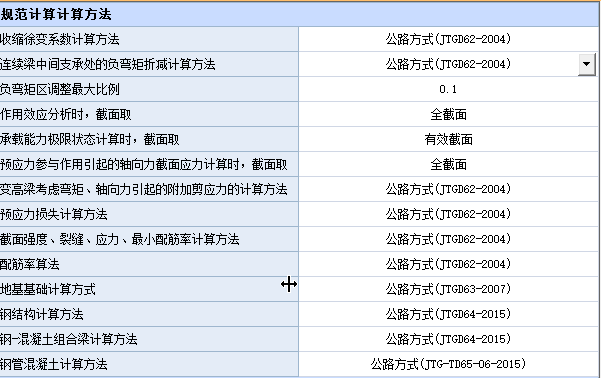 规范计算计算方法
收缩徐变系数计算方法 公路方式(JTGD62-2004)
连续梁中间支承处的负弯矩折减计算方法 公路方式(JTGD62-2004)
负弯矩区调整最大比例 0.1
作用效应分析时，截面取 全截面
承载能力极限状态计算时，截面取 有效截面
预应力参与作用引起的轴向力截面应力计算时，截面取 全截面
变高梁考虑弯矩、轴向力引起的附加剪应力的计算方法 公路方式(JTGD62-2004)
预应力损失计算方法 公路方式(JTGD62-2004)
截面强度、裂缝、应力、最小配筋率计算方法 公路方式(JTGD62-2004)
配筋率算法 公路方式(JTGD62-2004)
地基基础计算方式 公路方式(JTGD63-2007)
钢结构计算方法 公路方式(JTGD64-2015)
钢-混凝土组合梁计算方法 公路方式(JTGD64-2015)
钢管混凝土计算方法 公路方式(JTG-TD65-06-2015)